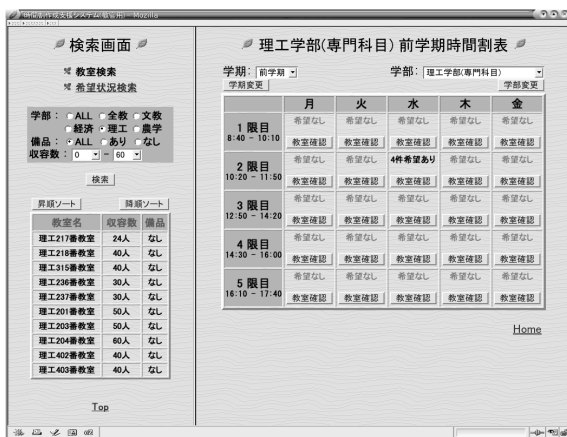 時間割作成支援システム(教官用) - Mozilla
検索画面
教室検索
希望状況検索
学部： ALL 全教 文教
経済 理工 農学
備品： ALL あり なし
収容数： 0 - 60
検索
昇順ソート 降順ソート
教室名 収容数 備品
理工217番教室 24人 なし
理工218番教室 40人 なし
理工315番教室 40人 なし
理工236番教室 30人 なし
理工237番教室 30人 なし
理工201番教室 50人 なし
理工203番教室 50人 なし
理工204番教室 60人 なし
理工402番教室 40人 なし
理工403番教室 40人 なし
Top
理工学部(専門科目) 前学期時間割表
学期： 前学期 学部： 理工学部(専門科目)
学期変更 学部変更
月 火 水 木 金
1 限目
8:40 - 10:10
希望なし 希望なし 希望なし 希望なし 希望なし
教室確認 教室確認 教室確認 教室確認 教室確認
2 限目
10:20 - 11:50
希望なし 希望なし 4件希望あり 希望なし 希望なし
教室確認 教室確認 教室確認 教室確認 教室確認
3 限目
12:50 - 14:20
希望なし 希望なし 希望なし 希望なし 希望なし
教室確認 教室確認 教室確認 教室確認 教室確認
4 限目
14:30 - 16:00
希望なし 希望なし 希望なし 希望なし 希望なし
教室確認 教室確認 教室確認 教室確認 教室確認
5 限目
16:10 - 17:40
希望なし 希望なし 希望なし 希望なし 希望なし
教室確認 教室確認 教室確認 教室確認 教室確認
Home